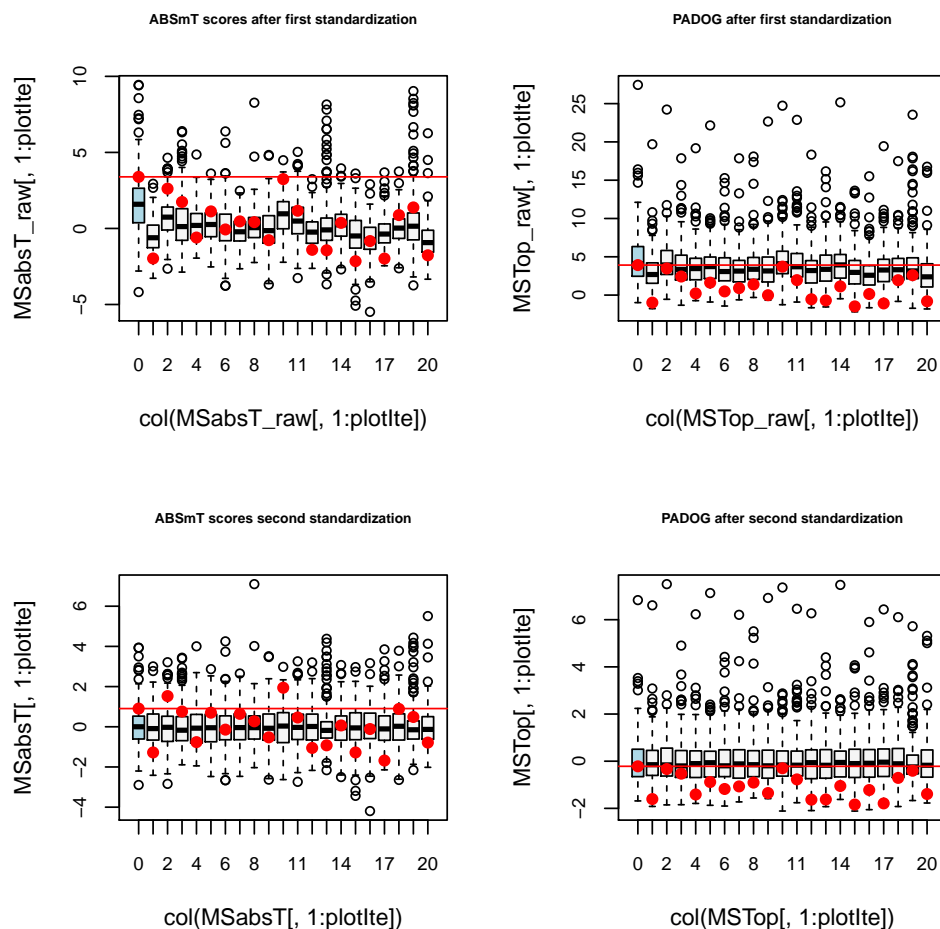 ABSmT scores after first standardization
MSabsT_raw[, 1:plotIte]
10
5
0
−5
0 2 4 6 8 11 14 17 20
col(MSabsT_raw[, 1:plotIte])
PADOG after first standardization
MSTop_raw[, 1:plotIte]
25
20
15
10
5
0
0 2 4 6 8 11 14 17 20
col(MSTop_raw[, 1:plotIte])
ABSmT scores second standardization
MSabsT[, 1:plotIte]
6
4
2
0
−2
−4
0 2 4 6 8 11 14 17 20
col(MSabsT[, 1:plotIte])
PADOG after second standardization
MSTop[, 1:plotIte]
6
4
2
0
−2
0 2 4 6 8 11 14 17 20
col(MSTop[, 1:plotIte])